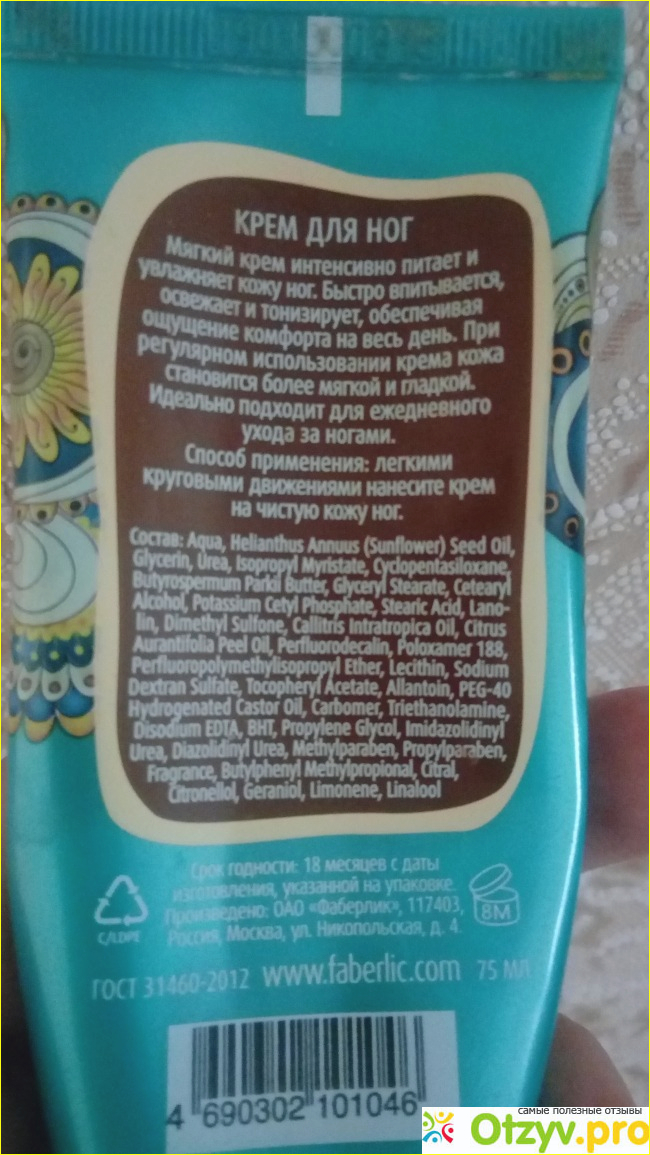 КРЕМ ДЛЯ НОГ
Мягкий крем интенсивно питает и
увлажняет кожу ног. Быстро впитывается,
освежает и тонизирует, обеспечивая
ощущение комфорта на весь день. При
регулярном использовании крема кожа
становится более мягкой и гладкой.
Идеально подходит для ежедневного
ухода за ногами.
Способ применения: легкими
круговыми движениями нанесите крем
на чистую кожу ног.
Состав: Aqua, Helianthus Annuus (Sunflower) Seed Oil,
Glycerin, Urea, Isopropyl Myristate, Cyclopentasiloxane,
Butyrospermum Parkii Butter, Glyceryl Stearate, Cetearyl
Alcohol, Potassium Cetyl Phosphate, Stearic Acid, Lano-
lin, Dimethyl Sulfone, Callitris Intratropica Oil, Citrus
Aurantifolia Peel Oil, Perfluorodecalin, Poloxamer 188,
Perfluoropolymethylisopropyl Ether, Lecithin, Sodium
Dextran Sulfate, Tocopheryl Acetate, Allantoin, PEG-40
Hydrogenated Castor Oil, Carbomer, Triethanolamine,
Disodium EDTA, BHT, Propylene Glycol, Imidazolidinyl
Urea, Diazolidinyl Urea, Methylparaben, Propylparaben,
Fragrance, Butylphenyl Methylpropional, Citral,
Citronellol, Geraniol, Limonene, Linalool
Срок годности: 18 месяцев с даты
изготовления, указанной на упаковке.
Произведено: ОАО «Фаберлик», 117403,
Россия, Москва, ул. Никопольская, д. 4.
C/LDPE
8М
ГОСТ 31460-2012 www.faberlic.com 75 МЛ
4 690302 101046
самые полезные отзывы
Otzyv.pro